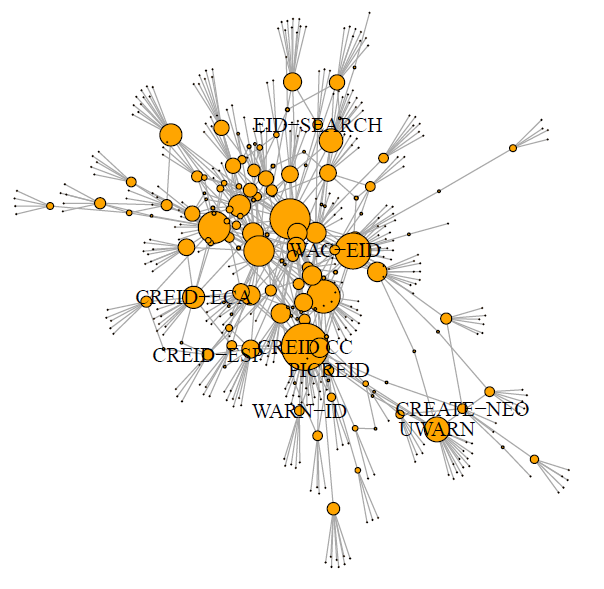 EID-SEARCH
WAC-EID
CREID-ECA
CREID CC
CREID-ESP
PICREID
WARN-ID
CREATE-NEO
UWARN